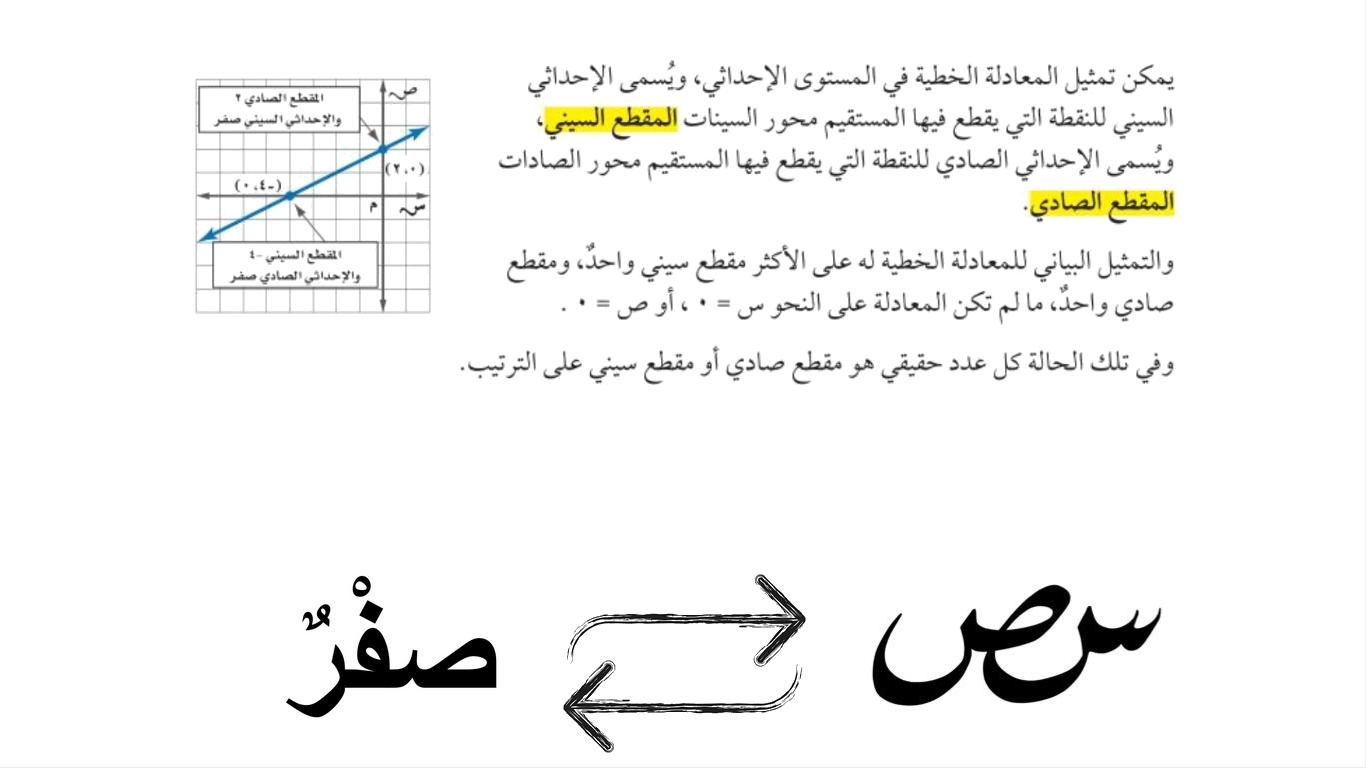 يمكن تمثيل المعادلة الخطية في المستوى الإحداثي، ويُسمى الإحداثي
السيني للنقطة التي يقطع فيها المستقيم محور السينات المقطع السيني،
ويُسمى الإحداثي الصادي للنقطة التي يقطع فيها المستقيم محور الصادات
المقطع الصادي.
والتمثيل البياني للمعادلة الخطية له على الأكثر مقطع سيني واحدٌ، ومقطع
صادي واحدٌ، ما لم تكن المعادلة على النحو س = ٠ ، أو ص = ٠ .
وفي تلك الحالة كل عدد حقيقي هو مقطع صادي أو مقطع سيني على الترتيب.
ص
المقطع الصادي ٢
والإحداثي السيني صفر
(٢،٠)
(-٤،٠)
م
س
المقطع السيني -٤
والإحداثي الصادي صفر
س ص
صفْرٌ